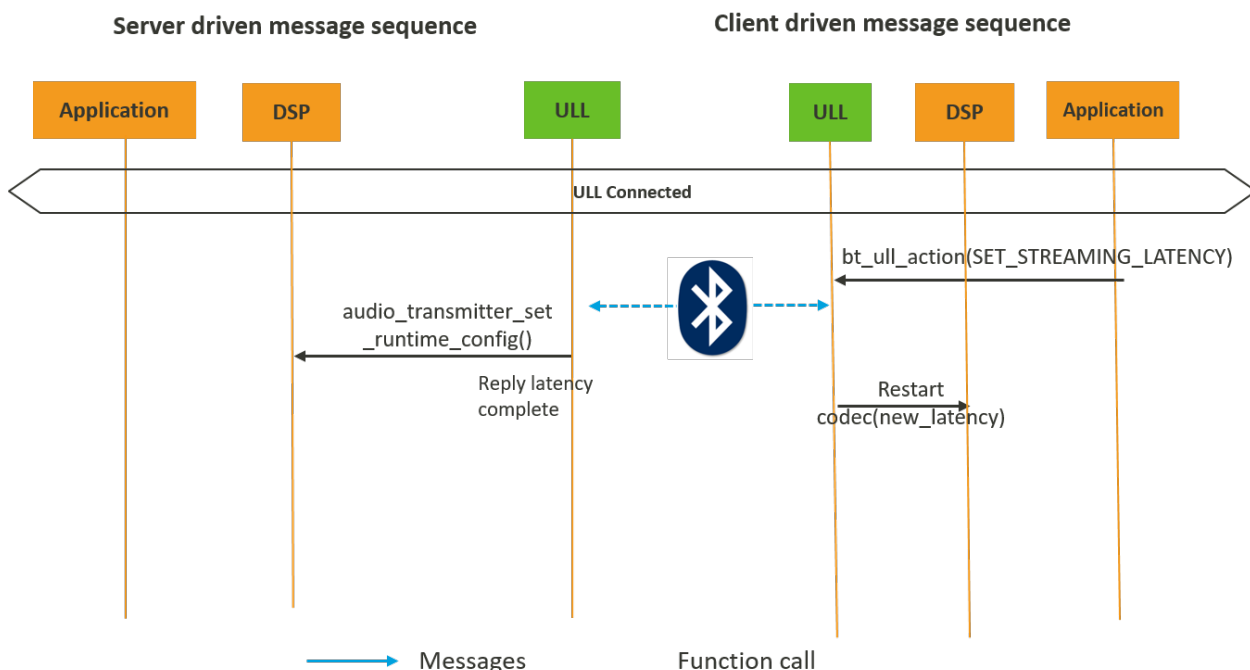 Server driven message sequence
Client driven message sequence
Application
DSP
ULL
ULL
DSP
Application
ULL Connected
bt_ull_action(SET_STREAMING_LATENCY)
audio_transmitter_set
_runtime_config()
Reply latency
complete
Restart
codec(new_latency)
Messages
Function call